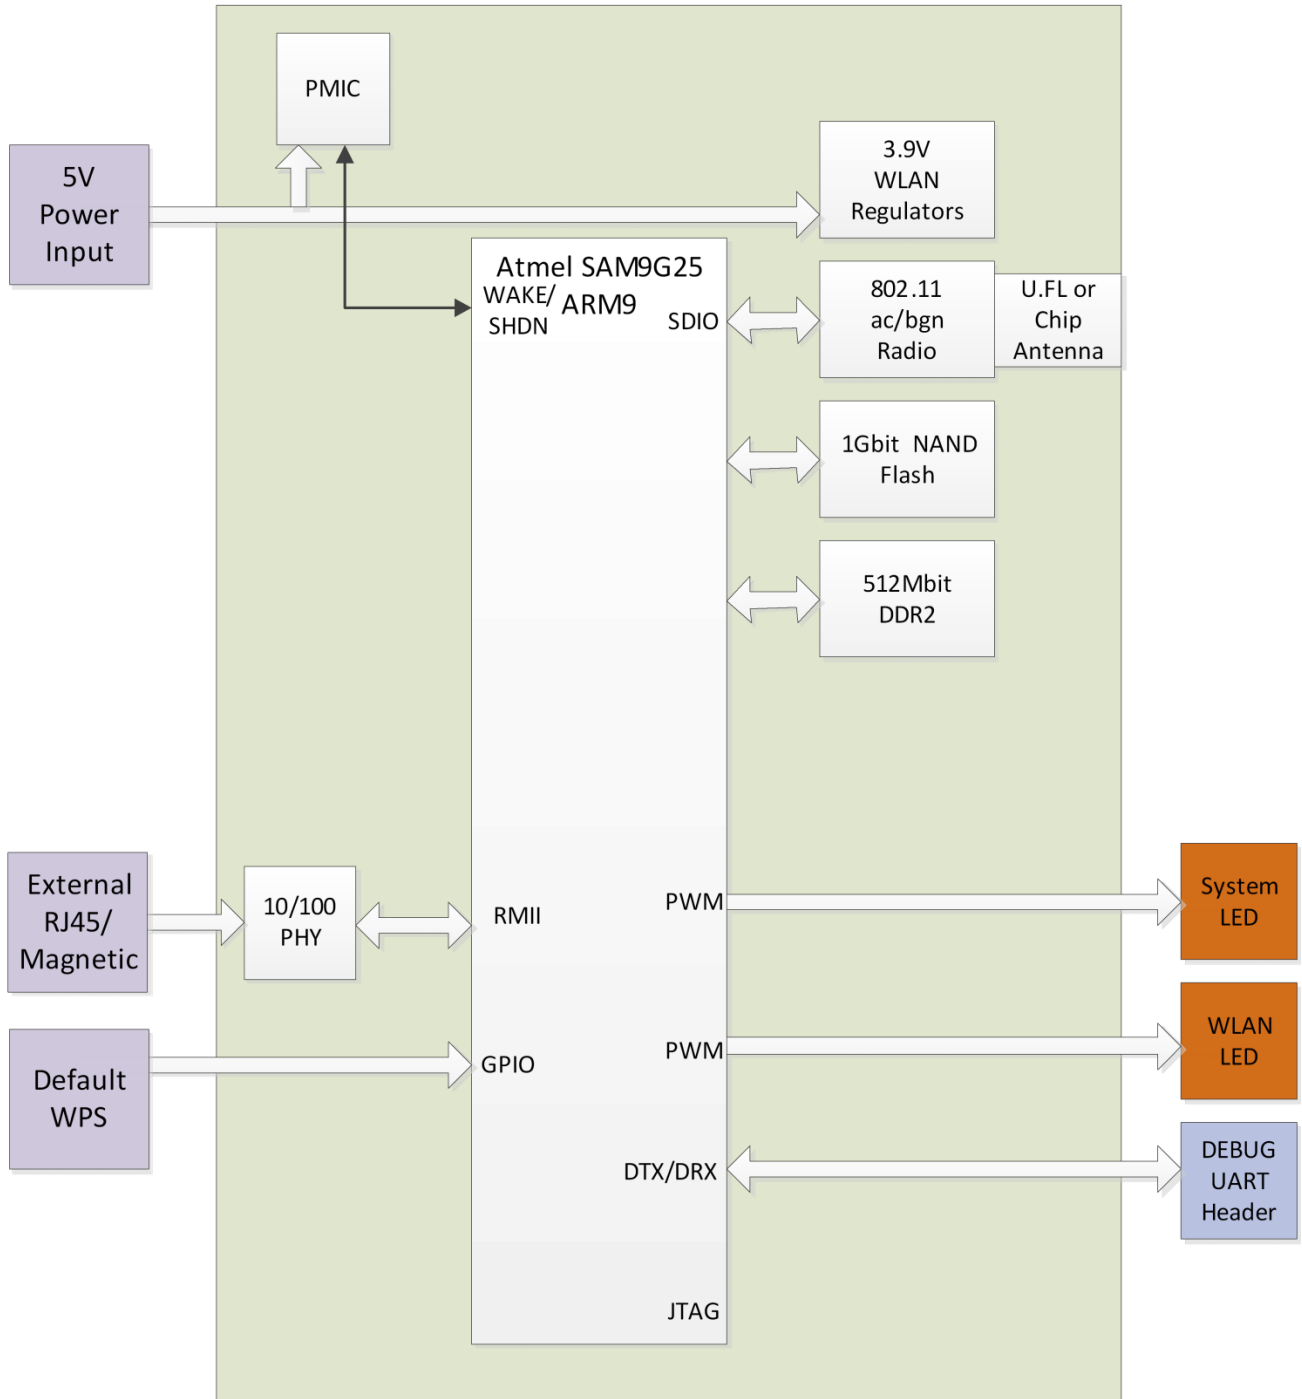 PMIC
5V
Power
Input
3.9V
WLAN
Regulators
Atmel SAM9G25
ARM9
WAKE/
SHDN
SDIO
802.11
ac/bgn
Radio
U.FL or
Chip
Antenna
1Gbit NAND
Flash
512Mbit
DDR2
External
RJ45/
Magnetic
10/100
PHY
RMII
PWM
System
LED
Default
WPS
GPIO
PWM
WLAN
LED
DTX/DRX
DEBUG
UART
Header
JTAG